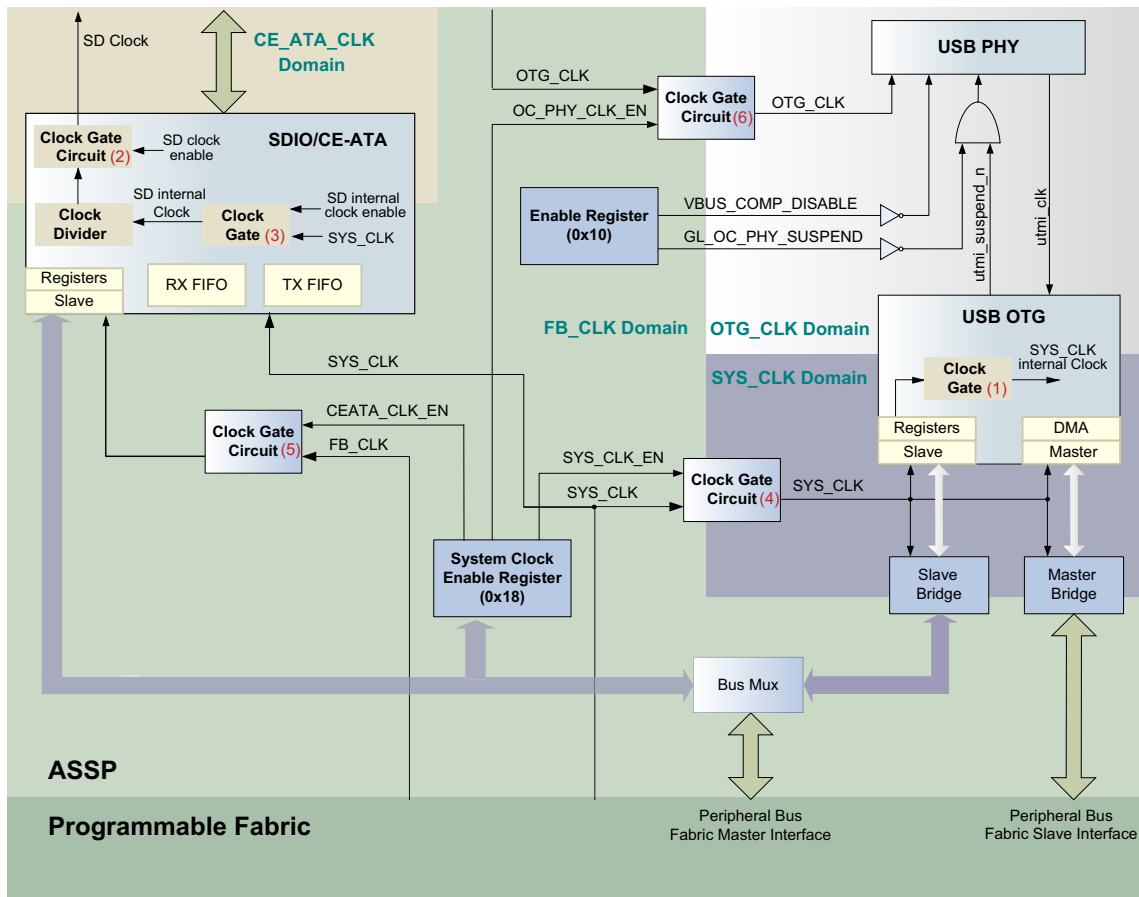 SD Clock
CE_ATA_CLK
Domain
SDIO/CE-ATA
Clock Gate
Circuit (2)
SD clock
enable
SD internal
Clock
Clock
Divider
Clock
Gate (3)
SD internal
clock enable
SYS_CLK
Registers
Slave
RX FIFO
TX FIFO
OTG_CLK
OC_PHY_CLK_EN
Clock Gate
Circuit (6)
OTG_CLK
USB PHY
Enable Register
(0x10)
VBUS_COMP_DISABLE
GL_OC_PHY_SUSPEND
utmi_suspend_n
utmi_clk
FB_CLK Domain
OTG_CLK Domain
SYS_CLK Domain
USB OTG
SYS_CLK
internal Clock
Clock
Gate (1)
Registers
Slave
DMA
Master
SYS_CLK
CEATA_CLK_EN
FB_CLK
Clock Gate
Circuit (5)
SYS_CLK_EN
SYS_CLK
Clock Gate
Circuit (4)
SYS_CLK
System Clock
Enable Register
(0x18)
Slave
Bridge
Master
Bridge
Bus Mux
ASSP
Programmable Fabric
Peripheral Bus
Fabric Master Interface
Peripheral Bus
Fabric Slave Interface